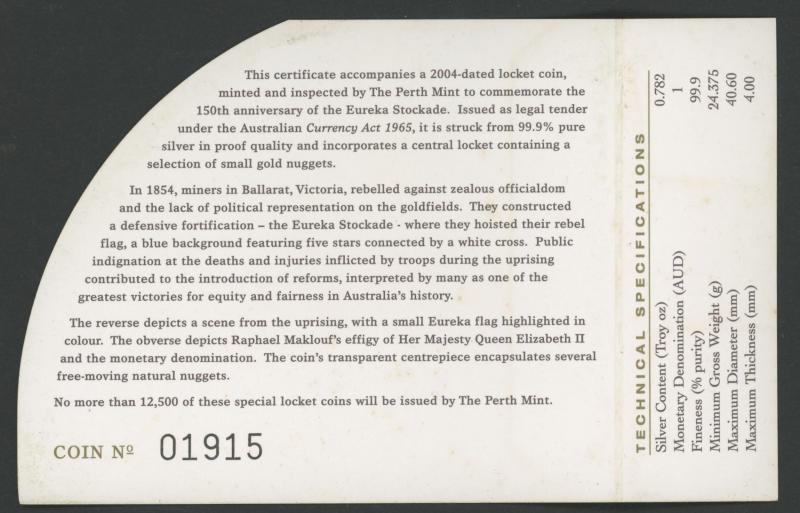 This certificate accompanies a 2004-dated locket coin,
minted and inspected by The Perth Mint to commemorate the
150th anniversary of the Eureka Stockade. Issued as legal tender
under the Australian Currency Act 1965, it is struck from 99.9% pure
silver in proof quality and incorporates a central locket containing a
selection of small gold nuggets.
In 1854, miners in Ballarat, Victoria, rebelled against zealous officialdom
and the lack of political representation on the goldfields. They constructed
a defensive fortification – the Eureka Stockade - where they hoisted their rebel
flag, a blue background featuring five stars connected by a white cross. Public
indignation at the deaths and injuries inflicted by troops during the uprising
contributed to the introduction of reforms, interpreted by many as one of the
greatest victories for equity and fairness in Australia's history.
The reverse depicts a scene from the uprising, with a small Eureka flag highlighted in
colour. The obverse depicts Raphael Maklouf's effigy of Her Majesty Queen Elizabeth II
and the monetary denomination. The coin's transparent centrepiece encapsulates several
free-moving natural nuggets.
No more than 12,500 of these special locket coins will be issued by The Perth Mint.
COIN Nº 01915
TECHNICAL SPECIFICATIONS
Silver Content (Troy oz) 0.782
Monetary Denomination (AUD) 1
Fineness (% purity) 99.9
Minimum Gross Weight (g) 24.375
Maximum Diameter (mm) 40.60
Maximum Thickness (mm) 4.00